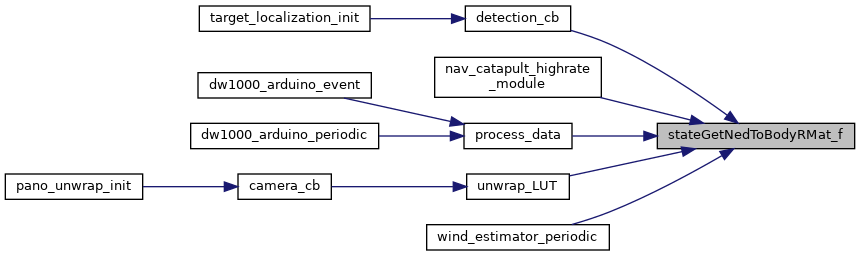 target_localization_init
detection_cb
nav_catapult_highrate
_module
dw1000_arduino_event
stateGetNedToBodyRMat_f
dw1000_arduino_periodic
process_data
pano_unwrap_init
camera_cb
unwrap_LUT
wind_estimator_periodic